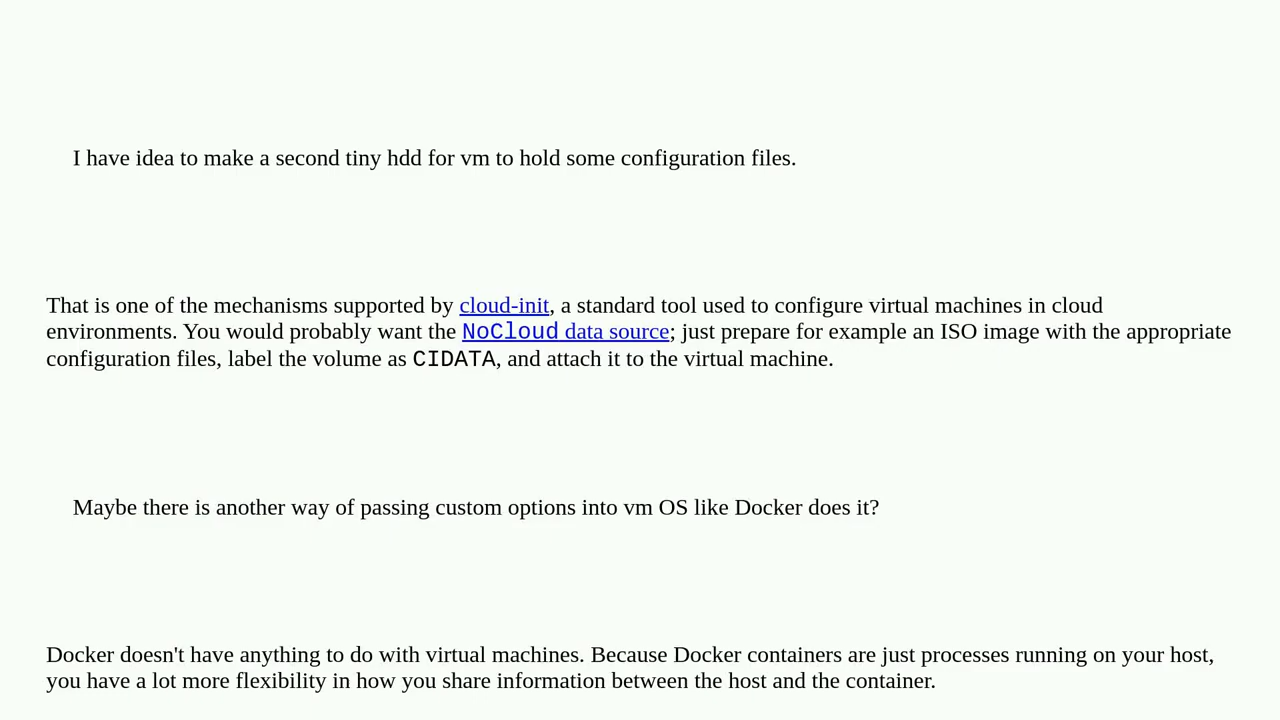 I have idea to make a second tiny hdd for vm to hold some configuration files.
That is one of the mechanisms supported by cloud-init, a standard tool used to configure virtual machines in cloud
environments. You would probably want the NoCloud data source; just prepare for example an ISO image with the appropriate
configuration files, label the volume as CIDATA, and attach it to the virtual machine.
Maybe there is another way of passing custom options into vm OS like Docker does it?
Docker doesn't have anything to do with virtual machines. Because Docker containers are just processes running on your host,
you have a lot more flexibility in how you share information between the host and the container.